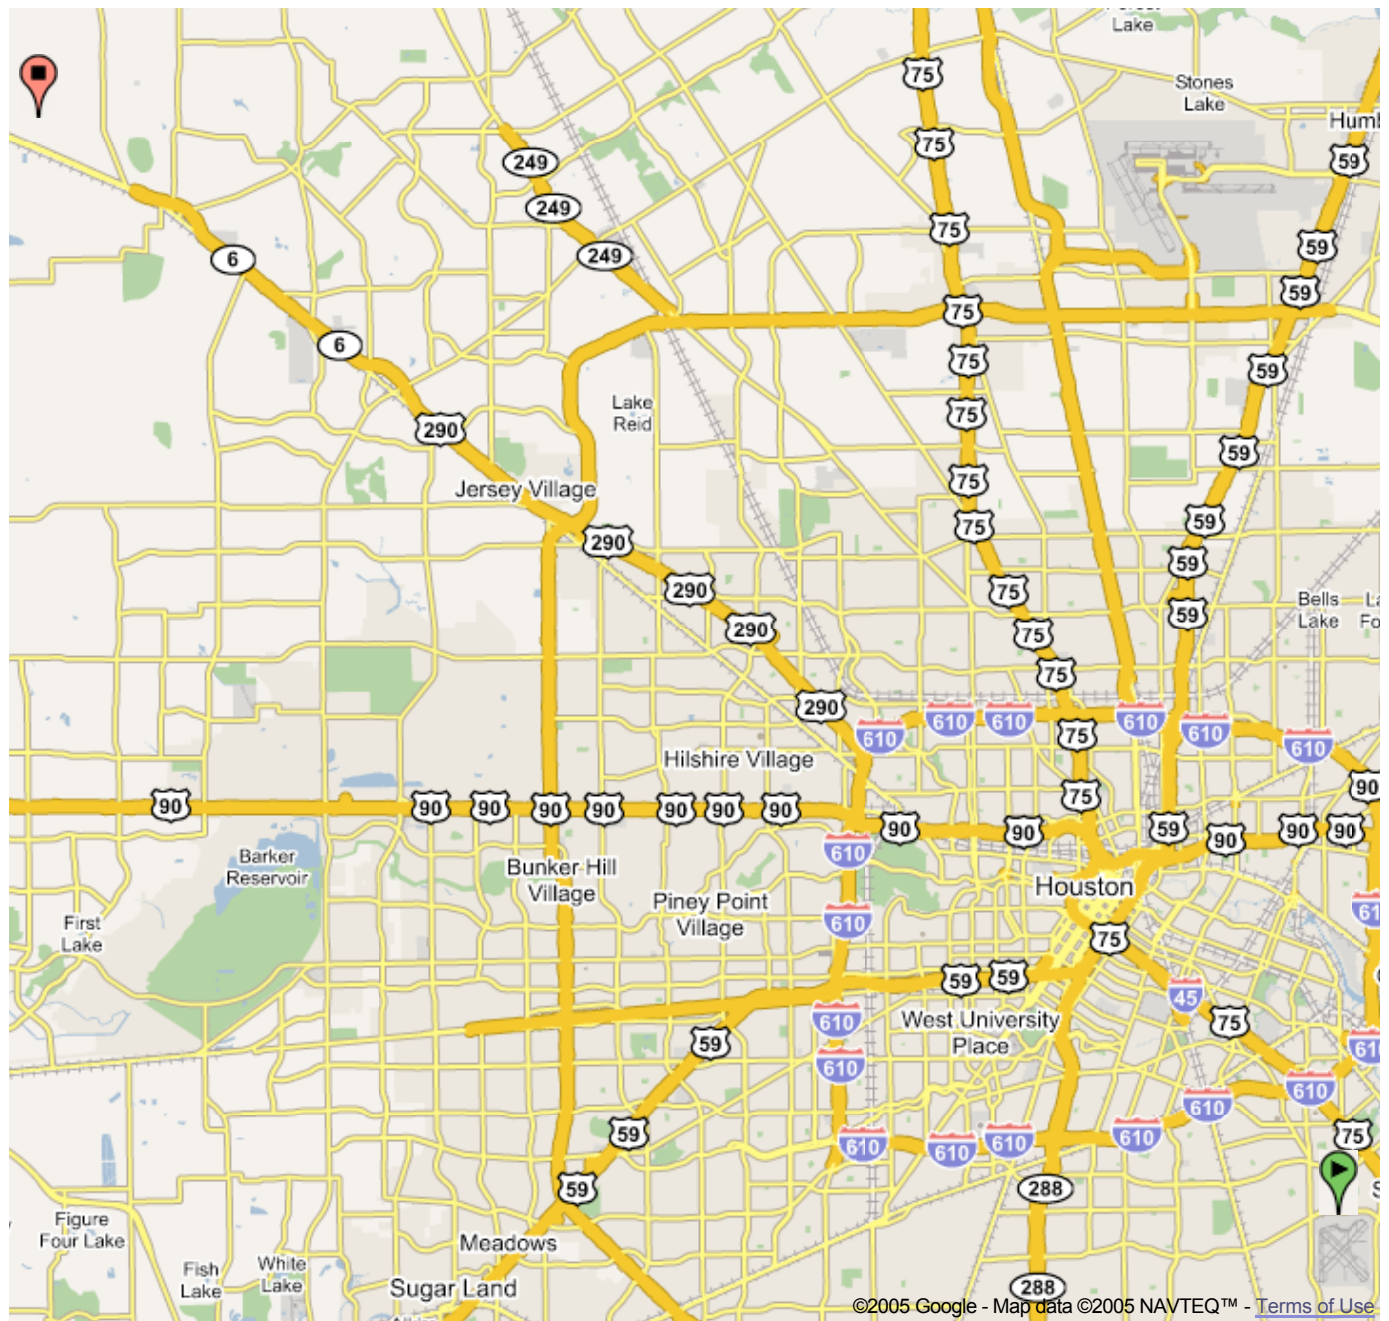 Forest
Lake
75
Stones
Lake
Humb
75
59
249
249
75
59
6
249
59
75
6
75
59
Lake
Reid
75
290
59
Jersey Village
75
75
59
290
59
290
75
Bells
Lake
La
Fo
59
290
75
75
290
610
610
610
610
75
610
610
Hilshire Village
90
75
90
90
90
90
90
90
90
90
90
59
90
90
90
610
Barker
Reservoir
Bunker Hill
Village
Houston
Piney Point
Village
First
Lake
610
61
75
59
59
45
610
West University
Place
75
59
610
610
610
610
59
610
610
610
610
75
59
288
S
Figure
Four Lake
Meadows
Fish
Lake
White
Lake
Sugar Land
288
©2005 Google - Map data ©2005 NAVTEQ™ - Terms of Use